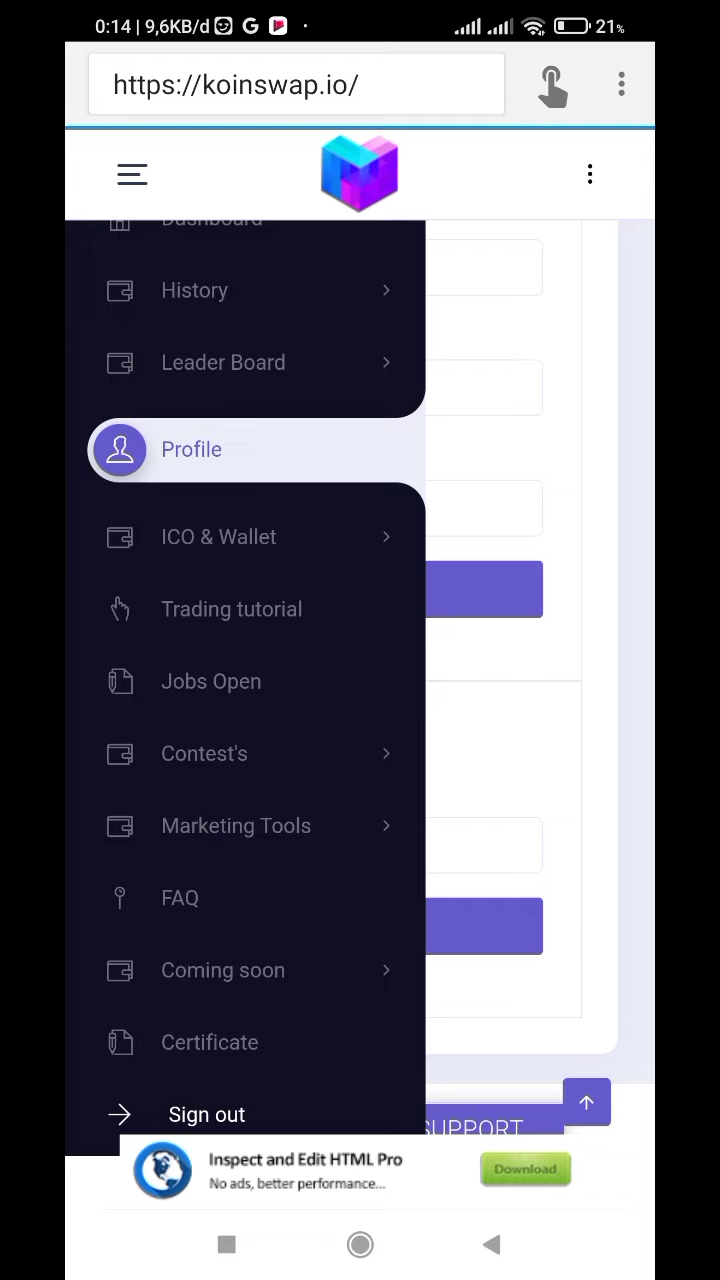 0:14 | 9,6KB/d
21%
https://koinswap.io/
Dashboard
History
Leader Board
Profile
ICO & Wallet
Trading tutorial
Jobs Open
Contest's
Marketing Tools
FAQ
Coming soon
Certificate
Sign out
SUPPORT
Inspect and Edit HTML Pro
No ads, better performance...
Download